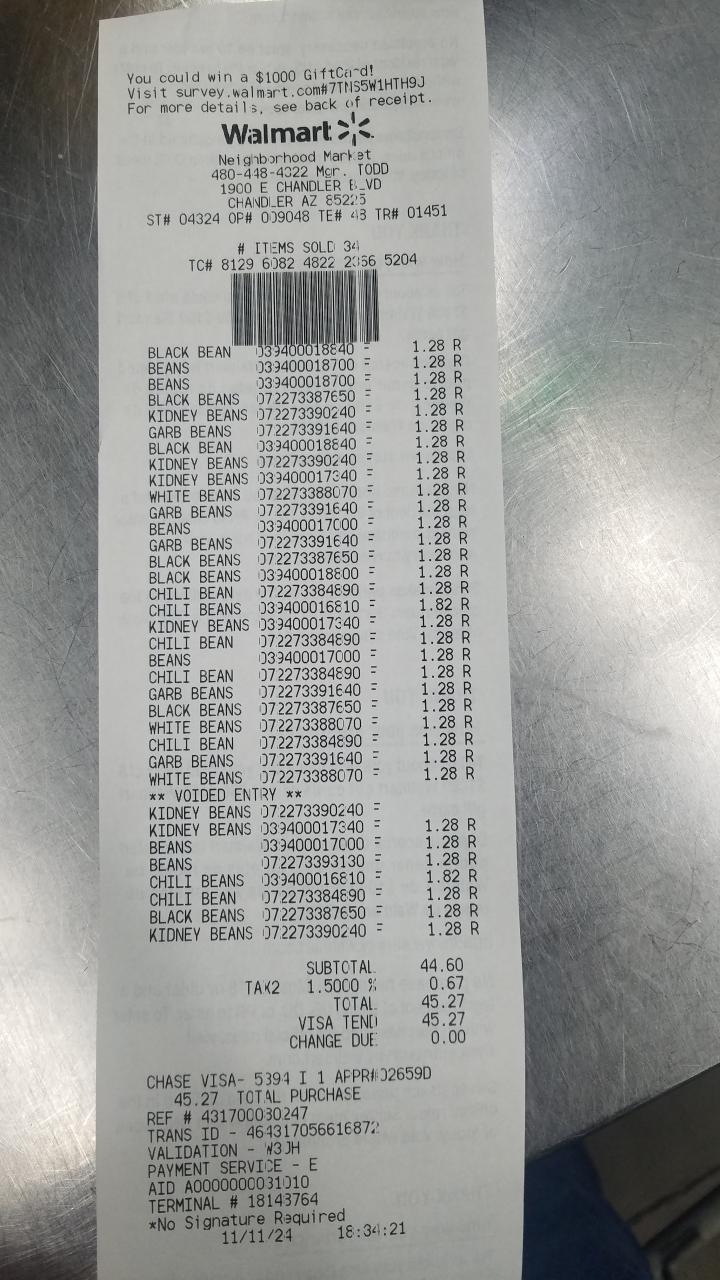 You could win a $1000 GiftCard!
Visit survey.walmart.com#7TNS5W1HTH9J
For more details, see back of receipt.
Walmart
Neighborhood Market
480-448-4322 Mgr. TODD
1900 E CHANDLER BLVD
CHANDLER AZ 85225
ST# 04324 OP# 009048 TE# 48 TR# 01451
# ITEMS SOLD 34
TC# 8129 6082 4822 2366 5204
BLACK BEAN 039400018840 F 1.28 R
BEANS 039400018700 F 1.28 R
BEANS 039400018700 F 1.28 R
BLACK BEANS 072273387650 F 1.28 R
KIDNEY BEANS 072273390240 F 1.28 R
GARB BEANS 072273391640 F 1.28 R
BLACK BEAN 039400018840 F 1.28 R
KIDNEY BEANS 072273390240 F 1.28 R
KIDNEY BEANS 039400017340 F 1.28 R
WHITE BEANS 072273388070 F 1.28 R
GARB BEANS 072273391640 F 1.28 R
BEANS 039400017000 F 1.28 R
GARB BEANS 072273391640 F 1.28 R
BLACK BEANS 072273387650 F 1.28 R
BLACK BEANS 039400018800 F 1.28 R
CHILI BEAN 072273384890 F 1.28 R
CHILI BEANS 039400016810 F 1.82 R
KIDNEY BEANS 039400017340 F 1.28 R
CHILI BEAN 072273384890 F 1.28 R
BEANS 039400017000 F 1.28 R
CHILI BEAN 072273384890 F 1.28 R
GARB BEANS 072273391640 F 1.28 R
BLACK BEANS 072273387650 F 1.28 R
WHITE BEANS 072273388070 F 1.28 R
CHILI BEAN 072273384890 F 1.28 R
GARB BEANS 072273391640 F 1.28 R
WHITE BEANS 072273388070 F 1.28 R
** VOIDED ENTRY **
KIDNEY BEANS 072273390240 F
KIDNEY BEANS 039400017340 F 1.28 R
BEANS 039400017000 F 1.28 R
BEANS 072273393130 F 1.28 R
CHILI BEANS 039400016810 F 1.82 R
CHILI BEAN 072273384890 F 1.28 R
BLACK BEANS 072273387650 F 1.28 R
KIDNEY BEANS 072273390240 F 1.28 R
SUBTOTAL 44.60
TAX2 1.5000 % 0.67
TOTAL 45.27
VISA TEND 45.27
CHANGE DUE 0.00
CHASE VISA- 5394 I 1 APPR#02659D
45.27 TOTAL PURCHASE
REF # 431700030247
TRANS ID - 464317056616872
VALIDATION - W3JH
PAYMENT SERVICE - E
AID A0000000031010
TERMINAL # 18143764
*No Signature Required
11/11/24 18:34:21